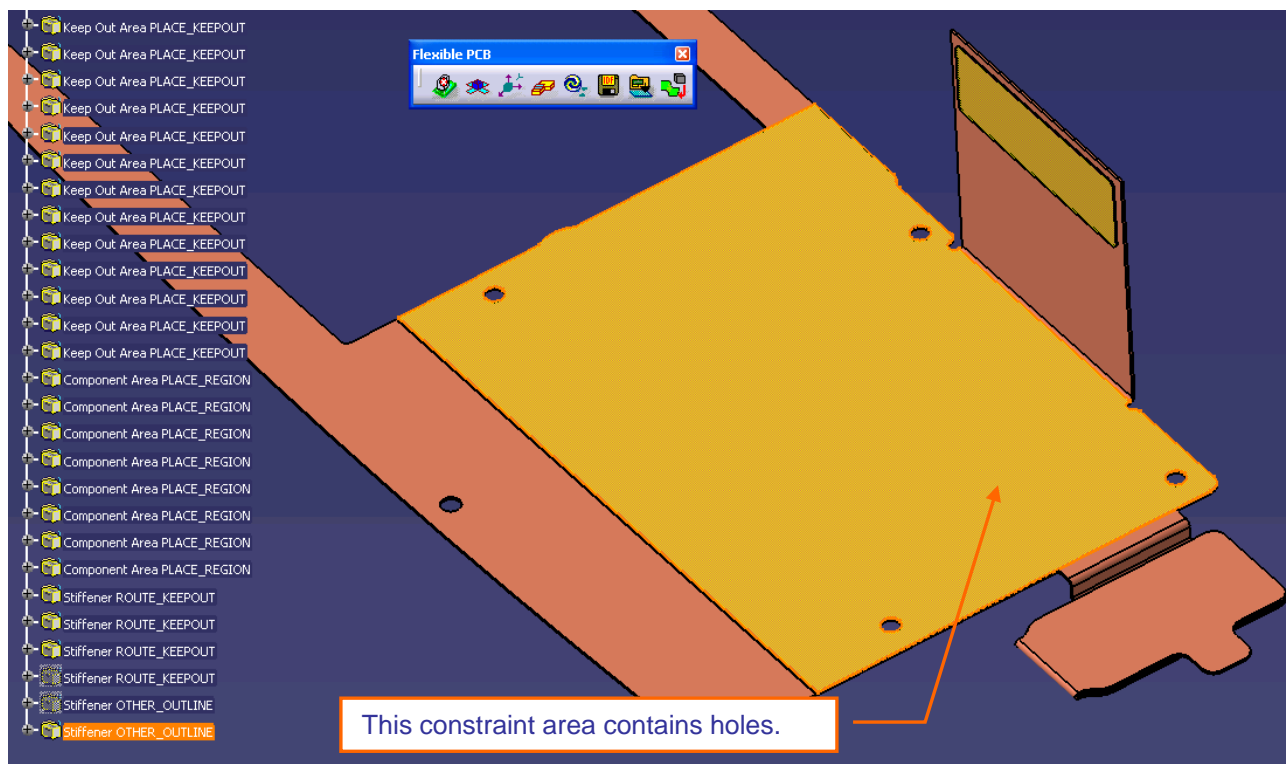 Keep Out Area PLACE_KEEPOUT
Keep Out Area PLACE_KEEPOUT
Keep Out Area PLACE_KEEPOUT
Keep Out Area PLACE_KEEPOUT
Keep Out Area PLACE_KEEPOUT
Keep Out Area PLACE_KEEPOUT
Keep Out Area PLACE_KEEPOUT
Keep Out Area PLACE_KEEPOUT
Keep Out Area PLACE_KEEPOUT
Keep Out Area PLACE_KEEPOUT
Keep Out Area PLACE_KEEPOUT
Keep Out Area PLACE_KEEPOUT
Keep Out Area PLACE_KEEPOUT
Component Area PLACE_REGION
Component Area PLACE_REGION
Component Area PLACE_REGION
Component Area PLACE_REGION
Component Area PLACE_REGION
Component Area PLACE_REGION
Component Area PLACE_REGION
Component Area PLACE_REGION
Stiffener ROUTE_KEEPOUT
Stiffener ROUTE_KEEPOUT
Stiffener ROUTE_KEEPOUT
Stiffener ROUTE_KEEPOUT
Stiffener OTHER_OUTLINE
Stiffener OTHER_OUTLINE
Flexible PCB
IDF
This constraint area contains holes.